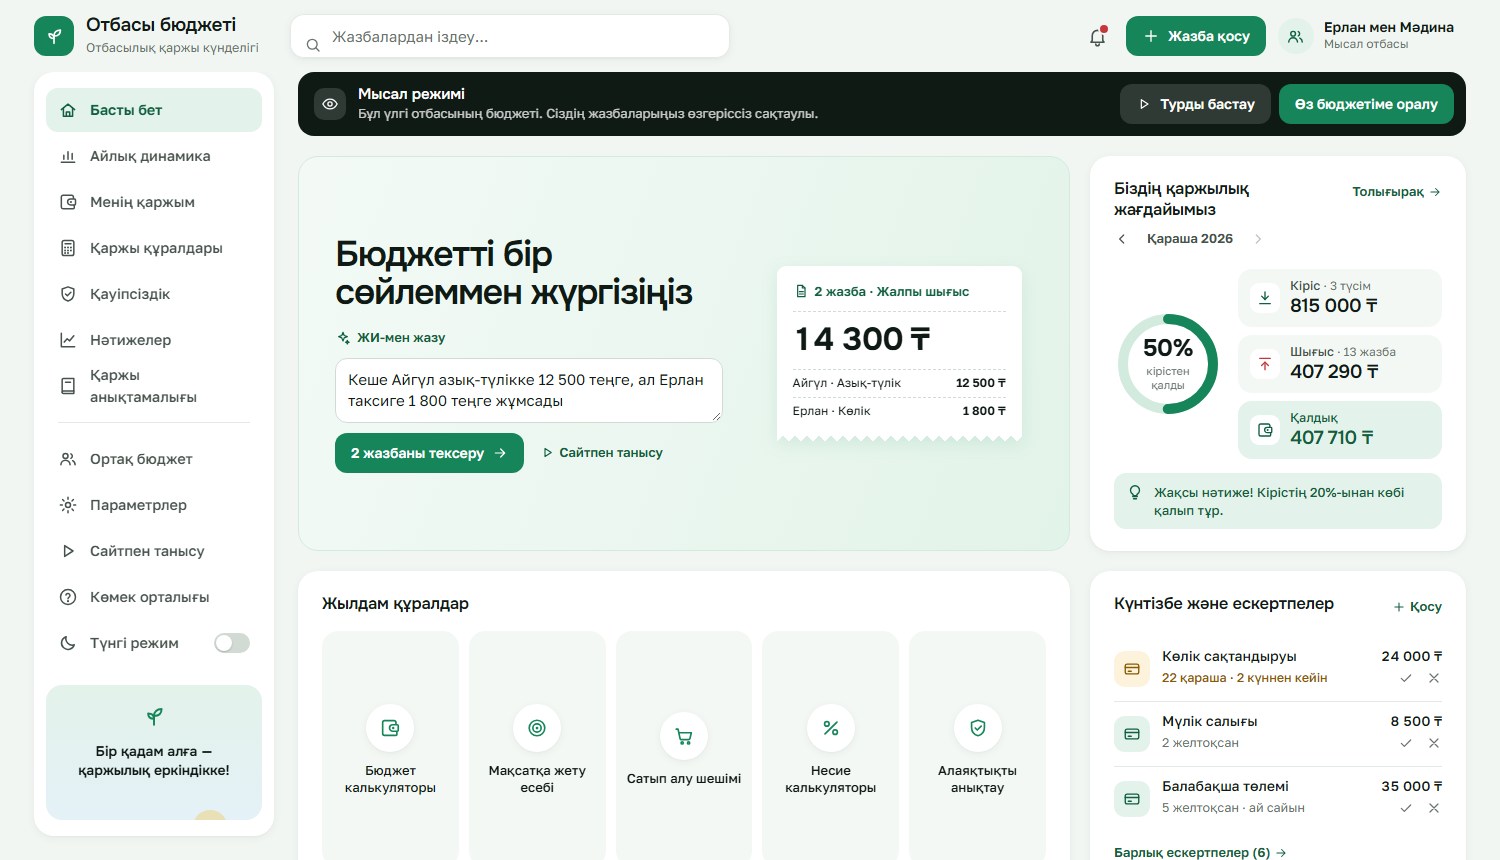 Отбасы бюджеті
Отбасылық қаржы күнделігі
Жазбалардан іздеу...
Жазба қосу
Ерлан мен Мәдина
Мысал отбасы
Басты бет
Айлық динамика
Менің қаржым
Қаржы құралдары
Қауіпсіздік
Нәтижелер
Қаржы
анықтамалығы
Ортақ бюджет
Параметрлер
Сайтпен танысу
Көмек орталығы
Түнгі режим
Бір қадам алға —
қаржылық еркіндікке!
Мысал режимі
Бұл үлгі отбасының бюджеті. Сіздің жазбаларыңыз өзгеріссіз сақтаулы.
Турды бастау
Өз бюджетіме оралу
Бюджетті бір
сөйлеммен жүргізіңіз
ЖИ-мен жазу
Кеше Айгүл азық-түлікке 12 500 теңге, ал Ерлан
таксиге 1 800 теңге жұмсады
2 жазбаны тексеру →
Сайтпен танысу
2 жазба · Жалпы шығыс
14 300 ₸
Айгүл · Азық-түлік 12 500 ₸
Ерлан · Көлік 1 800 ₸
Біздің қаржылық
жағдайымыз
Толығырақ →
Қараша 2026
50%
кірістен
қалды
Кіріс · 3 түсім
815 000 ₸
Шығыс · 13 жазба
407 290 ₸
Қалдық
407 710 ₸
Жақсы нәтиже! Кірістің 20%-ынан көбі
қалып тұр.
Жылдам құралдар
Бюджет
калькуляторы
Мақсатқа жету
есебі
Сатып алу шешімі
Несие
калькуляторы
Алаяқтықты
анықтау
Күнтізбе және ескертпелер
+ Қосу
Көлік сақтандыруы 24 000 ₸
22 қараша · 2 күннен кейін
Мүлік салығы 8 500 ₸
2 желтоқсан
Балабақша төлемі 35 000 ₸
5 желтоқсан · ай сайын
Барлық ескертпелер (6) →